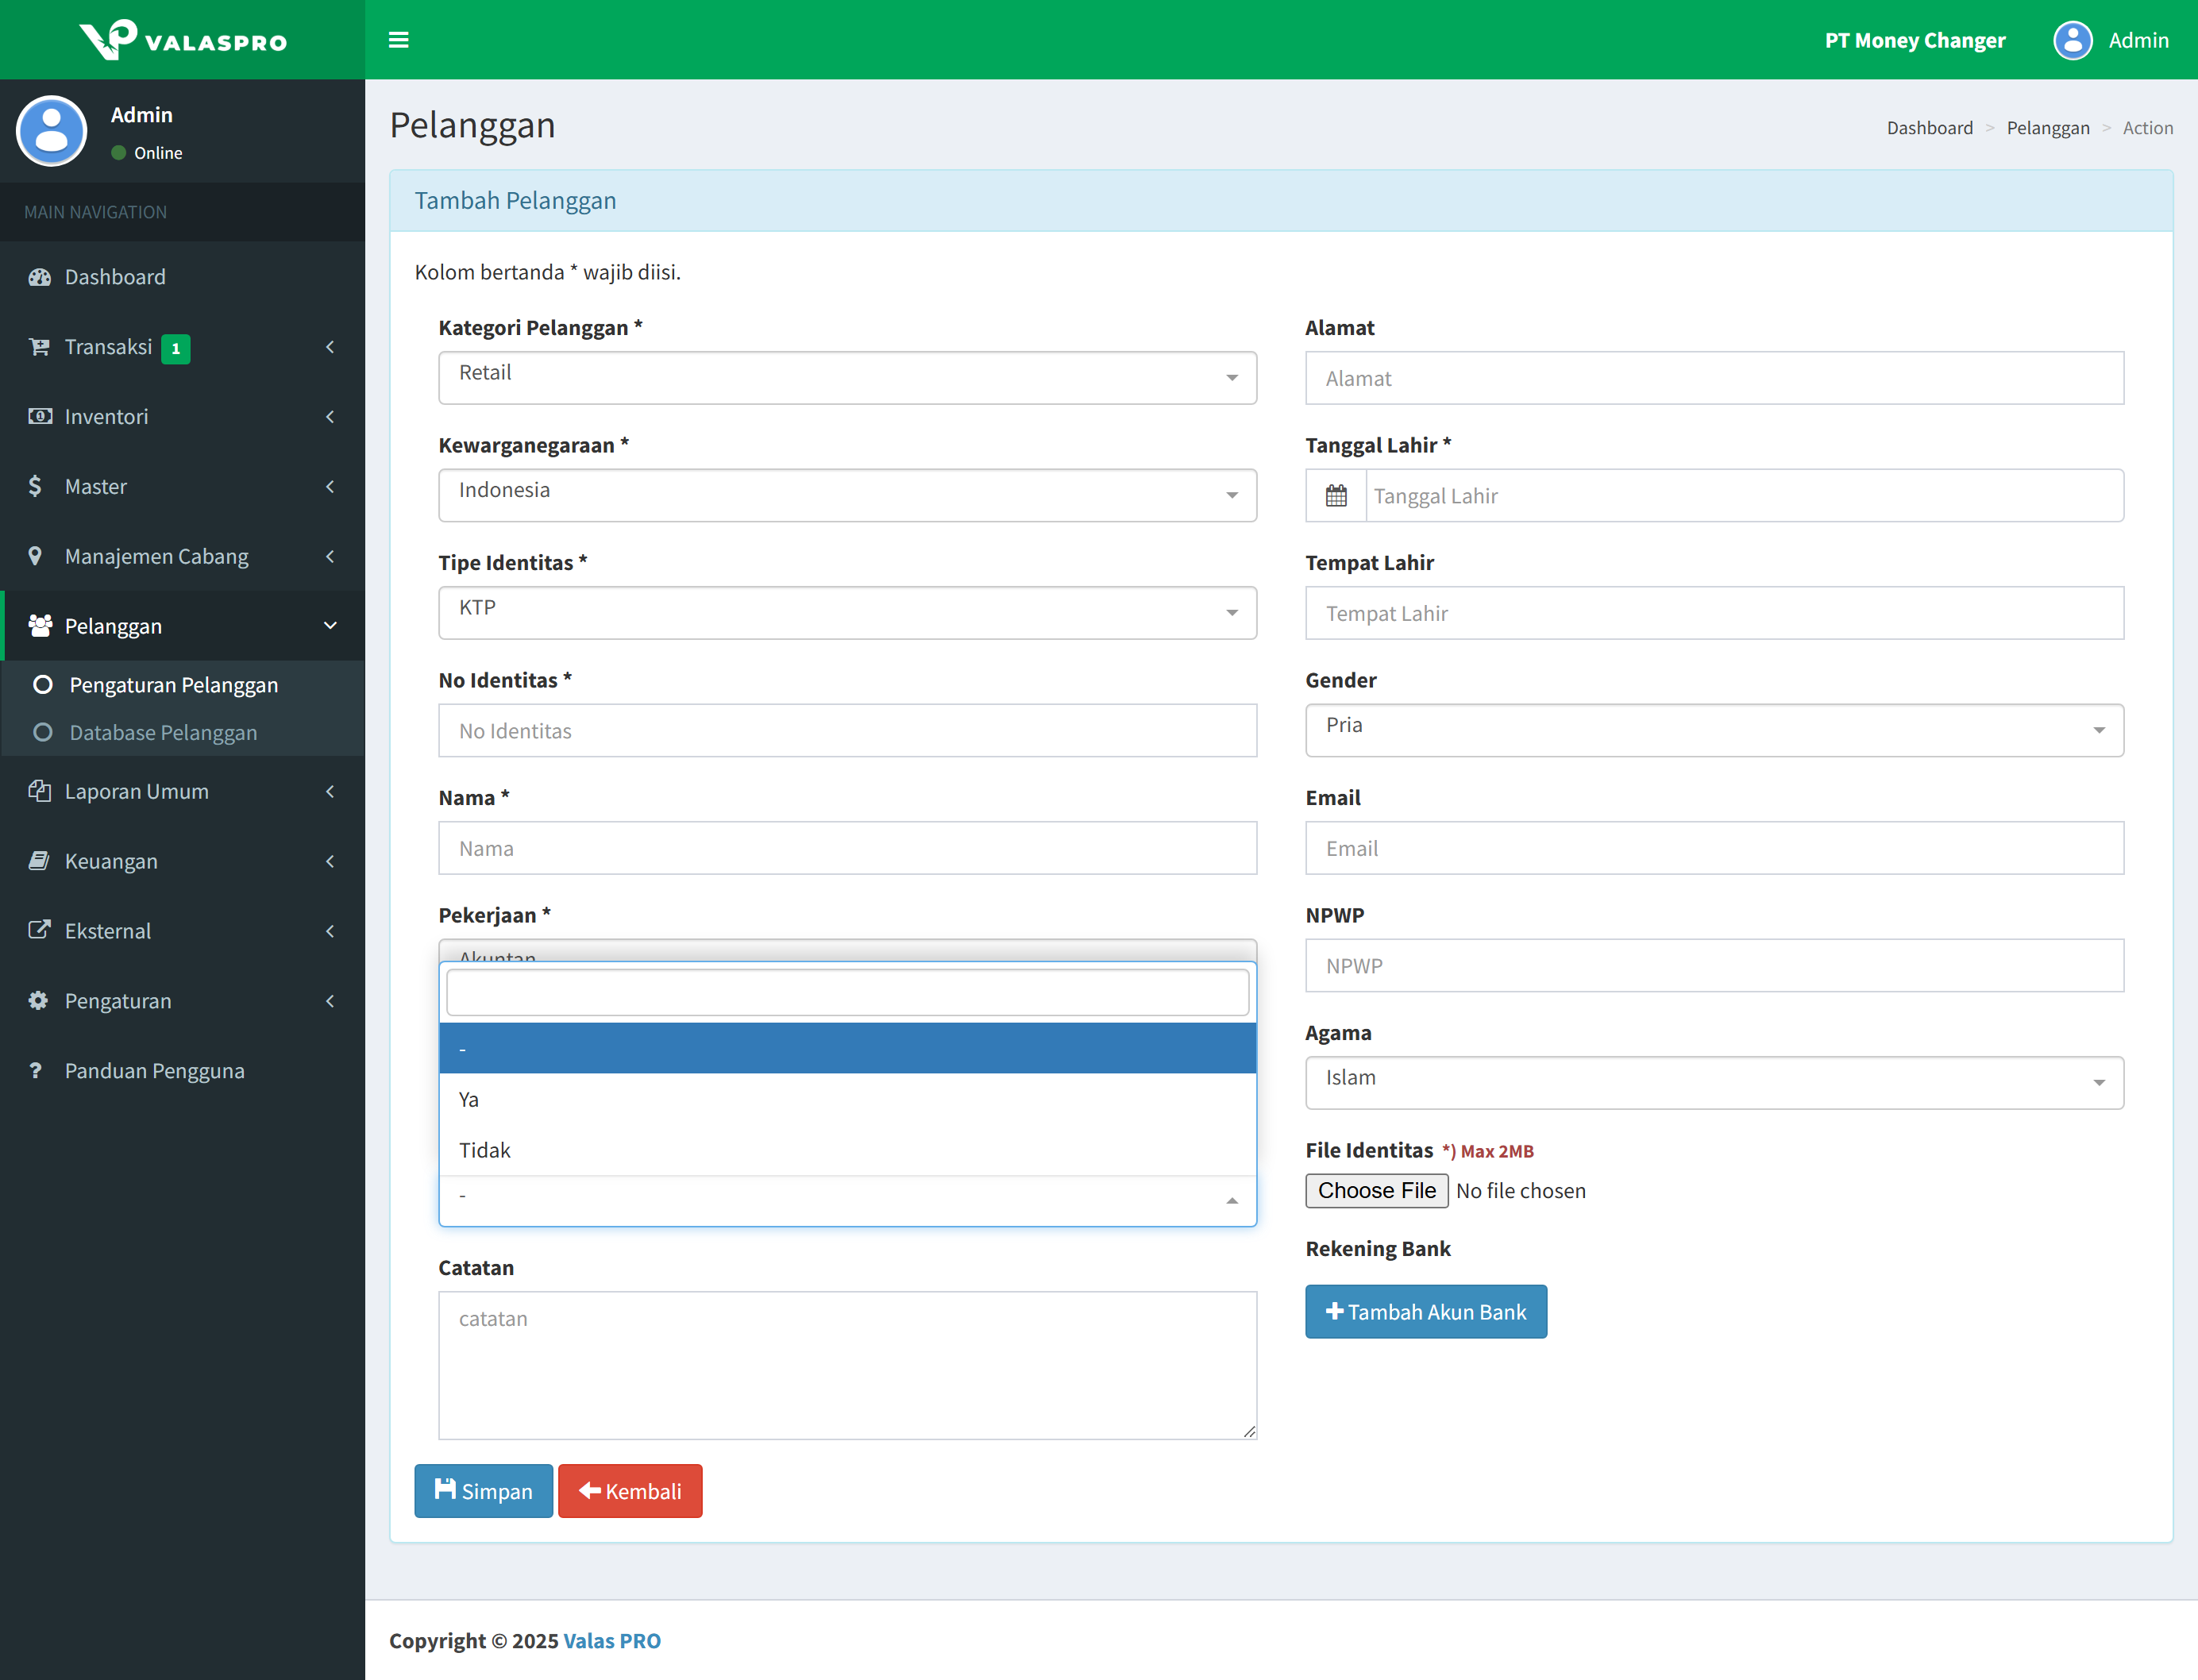 VALASPRO
PT Money Changer
Admin
Admin
Online
MAIN NAVIGATION
Dashboard
Transaksi 1
Inventori
Master
Manajemen Cabang
Pelanggan
Pengaturan Pelanggan
Database Pelanggan
Laporan Umum
Keuangan
Eksternal
Pengaturan
Panduan Pengguna
Pelanggan
Dashboard > Pelanggan > Action
Tambah Pelanggan
Kolom bertanda * wajib diisi.
Kategori Pelanggan *
Retail
Kewarganegaraan *
Indonesia
Tipe Identitas *
KTP
No Identitas *
No Identitas
Nama *
Nama
Pekerjaan *
Akuntan
-
Ya
Tidak
-
Catatan
catatan
Alamat
Alamat
Tanggal Lahir *
Tanggal Lahir
Tempat Lahir
Tempat Lahir
Gender
Pria
Email
Email
NPWP
NPWP
Agama
Islam
File Identitas *) Max 2MB
Choose File No file chosen
Rekening Bank
Tambah Akun Bank
Simpan
Kembali
Copyright © 2025 Valas PRO